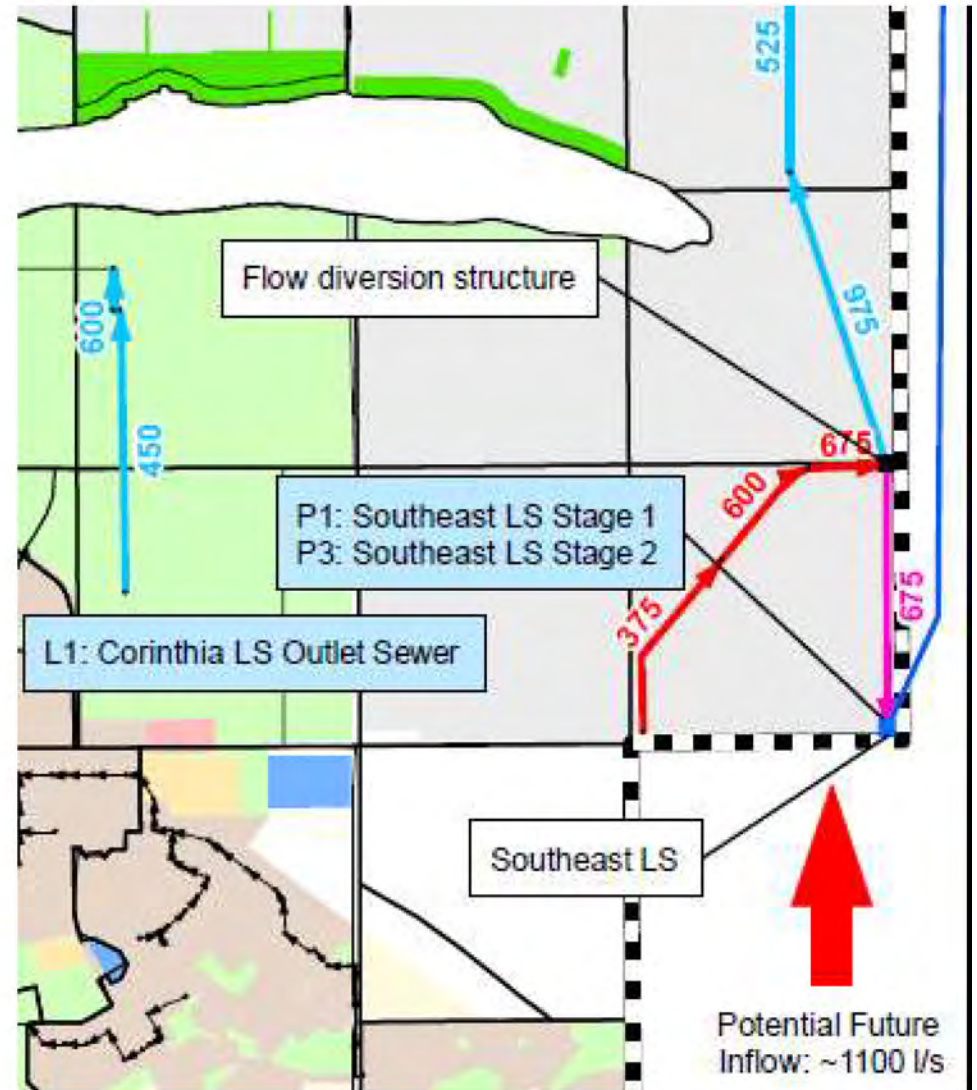 525
Flow diversion structure
600
975
450
675
P1: Southeast LS Stage 1
P3: Southeast LS Stage 2
600
675
375
L1: Corinthia LS Outlet Sewer
Southeast LS
Potential Future
Inflow: ~1100 l/s